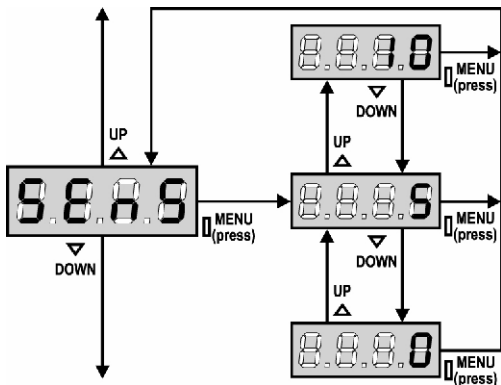 10
MENU
(press)
DOWN
UP
UP
SEnS
MENU
(press)
DOWN
5
MENU
(press)
DOWN
UP
0
MENU
(press)